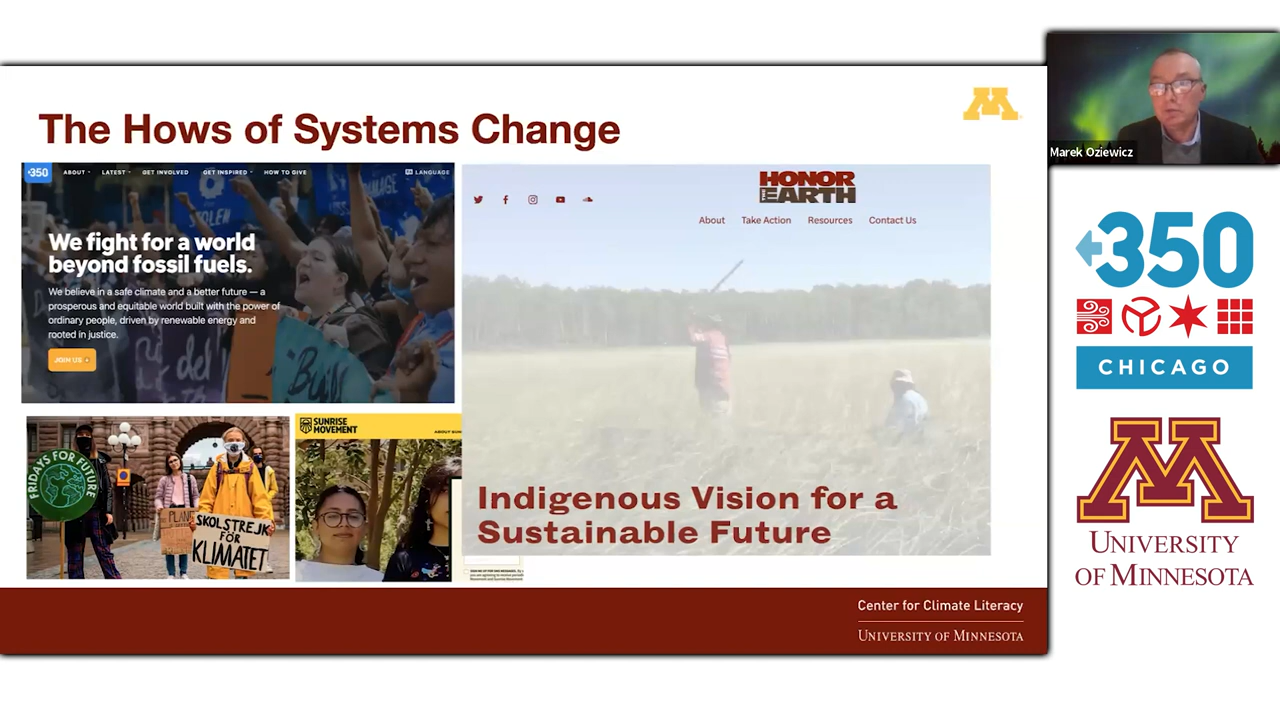 The Hows of Systems Change
M
350
ABOUT
LATEST
GET INVOLVED
GET INSPIRED
HOW TO GIVE
LANGUAGE
STOLEN
We fight for a world
beyond fossil fuels.
We believe in a safe climate and a better future — a
prosperous and equitable world built with the power of
ordinary people, driven by renewable energy and
rooted in justice.
JOIN US
HONOR
THE EARTH
About
Take Action
Resources
Contact Us
Indigenous Vision for a
Sustainable Future
FRIDAYS FOR FUTURE
SKOLSTREJK
FÖR
KLIMATET
SUNRISE
MOVEMENT
Center for Climate Literacy
UNIVERSITY OF MINNESOTA
Marek Oziewicz
350
CHICAGO
M
UNIVERSITY
OF MINNESOTA